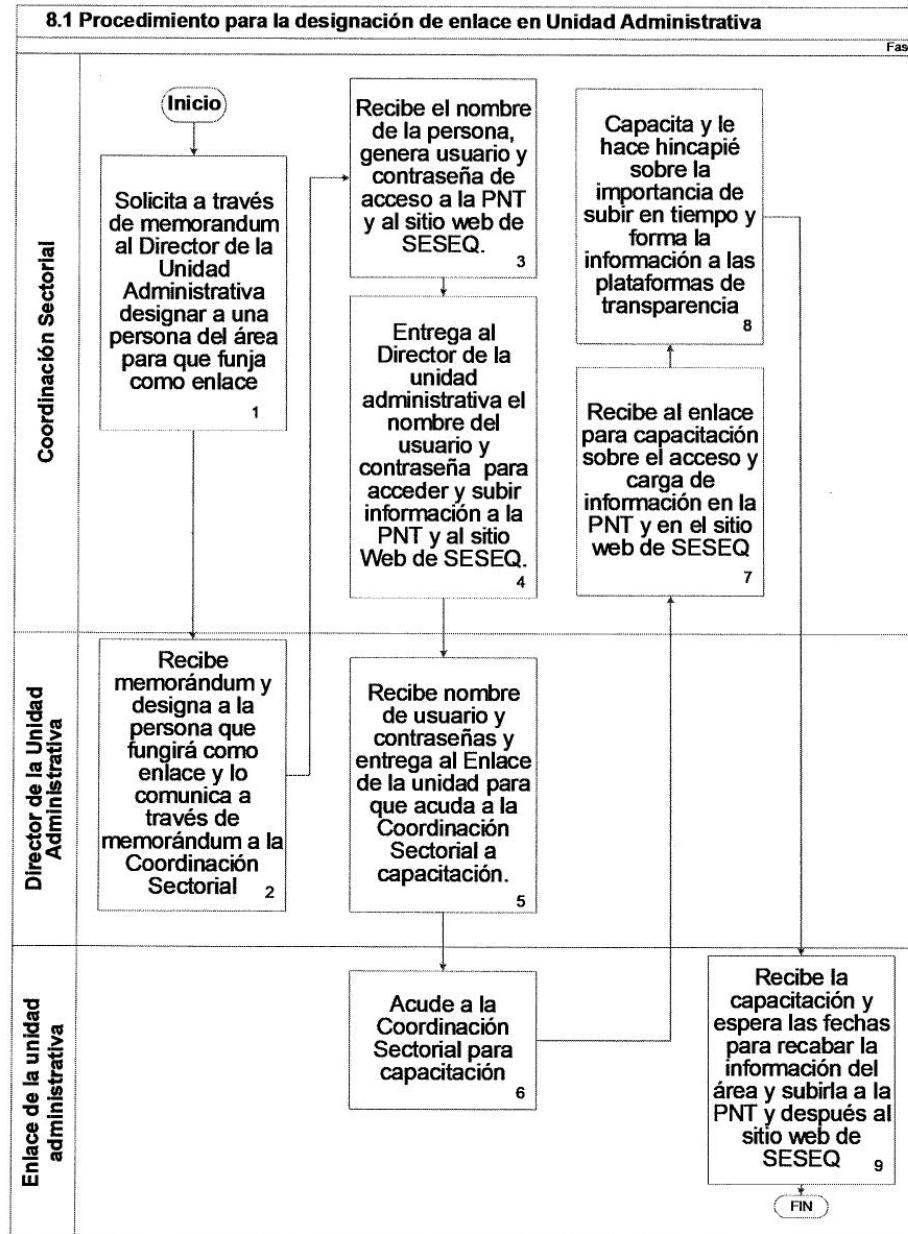 8.1 Procedimiento para la designación de enlace en Unidad Administrativa
Fas
Coordinación Sectorial
Inicio
Solicita a través
de memorandum
al Director de la
Unidad
Administrativa
designar a una
persona del área
para que funja
como enlace
1
Director de la Unidad
Administrativa
Recibe
memorándum y
designa a la
persona que
fungirá como
enlace y lo
comunica a
través de
memorándum a la
Coordinación
Sectorial
2
Recibe el nombre
de la persona,
genera usuario y
contraseña de
acceso a la PNT
y al sitio web de
SESEQ.
3
Entrega al
Director de la
unidad
administrativa el
nombre del
usuario y
contraseña para
acceder y subir
información a la
PNT y al sitio
Web de SESEQ.
4
Recibe nombre
de usuario y
contraseñas y
entrega al Enlace
de la unidad para
que acuda a la
Coordinación
Sectorial a
capacitación.
5
Enlace de la unidad
administrativa
Acude a la
Coordinación
Sectorial para
capacitación
6
Recibe al enlace
para capacitación
sobre el acceso y
carga de
información en la
PNT y en el sitio
web de SESEQ
7
Capacita y le
hace hincapié
sobre la
importancia de
subir en tiempo y
forma la
información a las
plataformas de
transparencia
8
Recibe la
capacitación y
espera las fechas
para recabar la
información del
área y subirla a la
PNT y después al
sitio web de
SESEQ
9
FIN